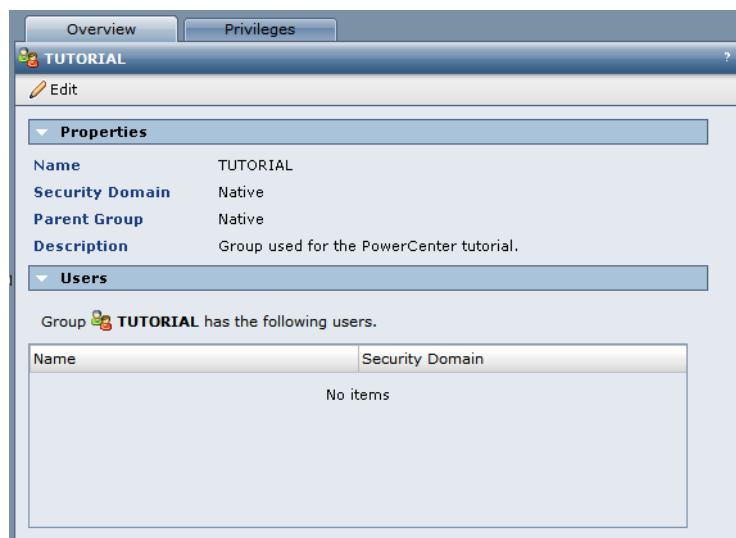 Overview Privileges
TUTORIAL ?
Edit
Properties
Name TUTORIAL
Security Domain Native
Parent Group Native
Description Group used for the PowerCenter tutorial.
Users
Group TUTORIAL has the following users.
Name Security Domain
No items